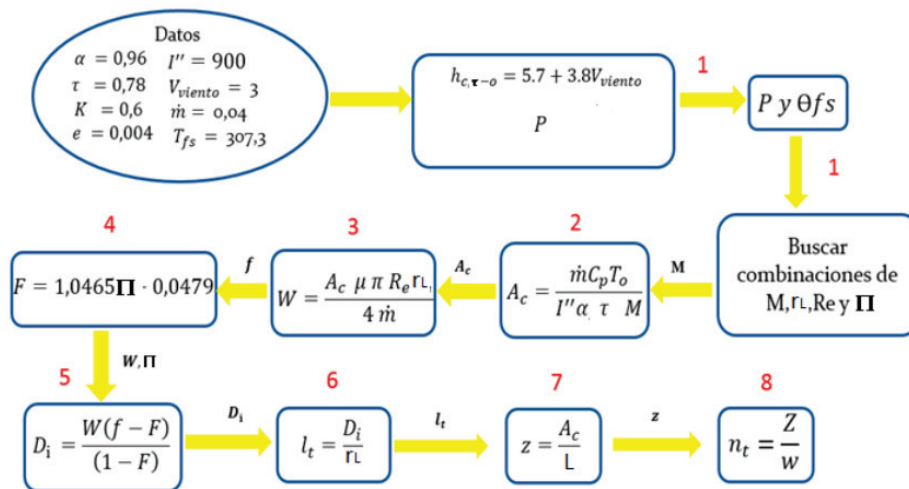 Datos
α = 0,96 I′′ = 900
τ = 0,78 V_viento = 3
K = 0,6 ṁ = 0,04
e = 0,004 T_fs = 307,3
h_c,τ−o = 5.7 + 3.8V_viento
P
1
P y Θfs
1
Buscar
combinaciones de
M,rL,Re y Π
M
2
A_c = ṁC_pT_o / I′′α τ M
A_c
3
W = A_c μ π R_e rL, / 4 ṁ
f
4
F = 1,0465Π - 0,0479
W,Π
5
D_i = W(f − F) / (1 − F)
D_i
6
l_t = D_i / rL
l_t
7
z = A_c / L
z
8
n_t = Z / w